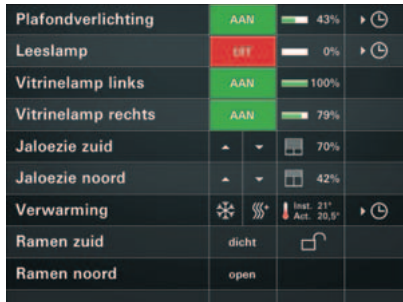 Plafondverlichting AAN 43%
Leeslamp 0%
Vitrinelamp links AAN 100%
Vitrinelamp rechts AAN 79%
Jaloezie zuid 70%
Jaloezie noord 42%
Verwarming Inst. 21° Act. 20,5°
Ramen zuid dicht
Ramen noord open